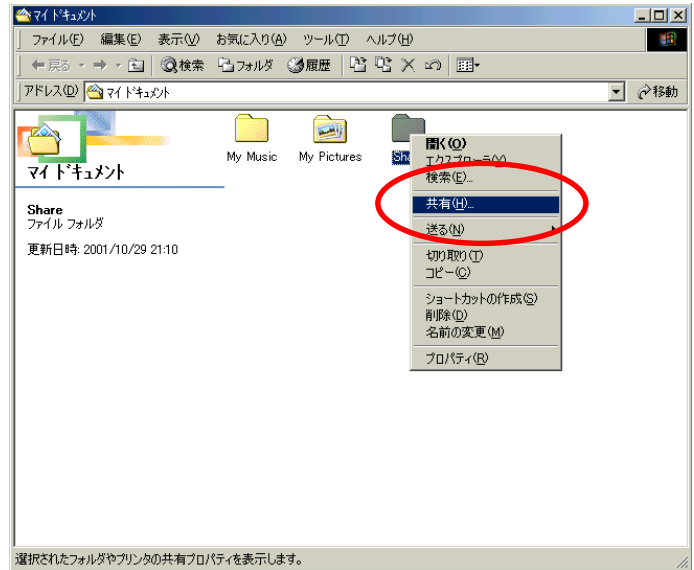 マイ ドキュメント
ファイル(F) 編集(E) 表示(V) お気に入り(A) ツール(T) ヘルプ(H)
戻る 検索 フォルダ 履歴
アドレス(D) マイ ドキュメント 移動
マイ ドキュメント
Share
ファイル フォルダ
更新日時: 2001/10/29 21:10
My Music My Pictures
開く(O)
エクスプローラ(X)
検索(E)...
共有(H)...
送る(N)
切り取り(T)
コピー(C)
ショートカットの作成(S)
削除(D)
名前の変更(M)
プロパティ(R)
選択されたフォルダやプリンタの共有プロパティを表示します。